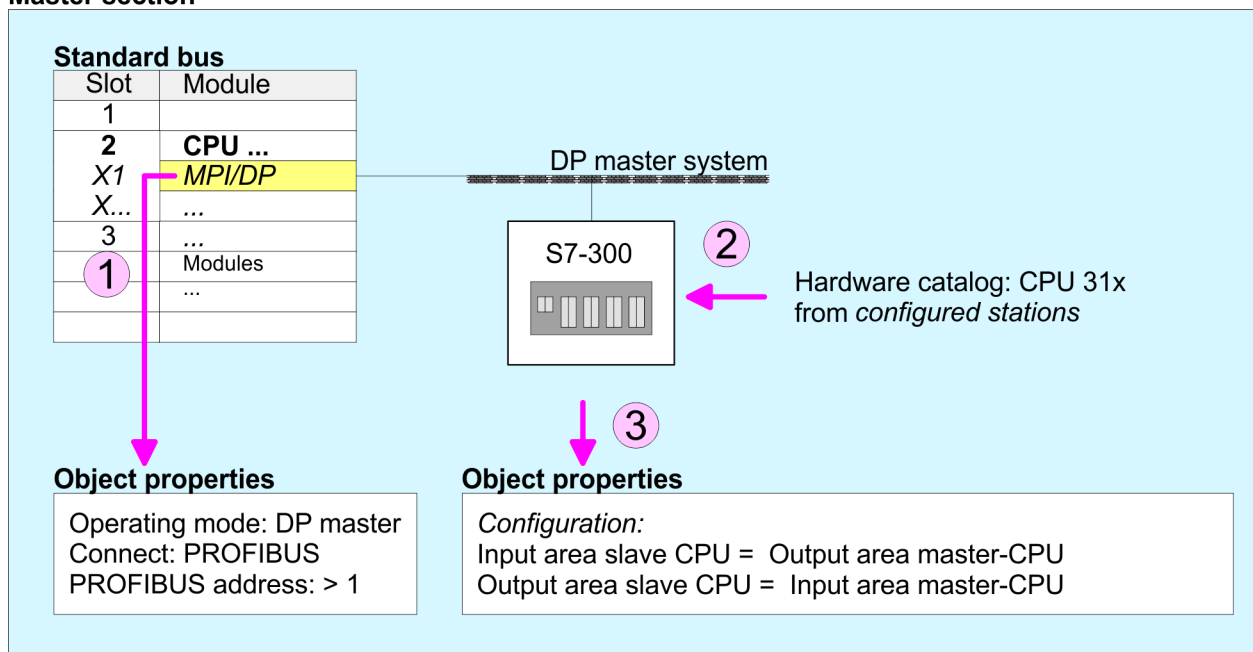 Master section
Standard bus
Slot Module
1
2 CPU ...
X1 MPI/DP
X... ...
3 ...
Modules
...
1
DP master system
S7-300
2
Hardware catalog: CPU 31x
from configured stations
3
Object properties
Operating mode: DP master
Connect: PROFIBUS
PROFIBUS address: > 1
Object properties
Configuration:
Input area slave CPU = Output area master-CPU
Output area slave CPU = Input area master-CPU